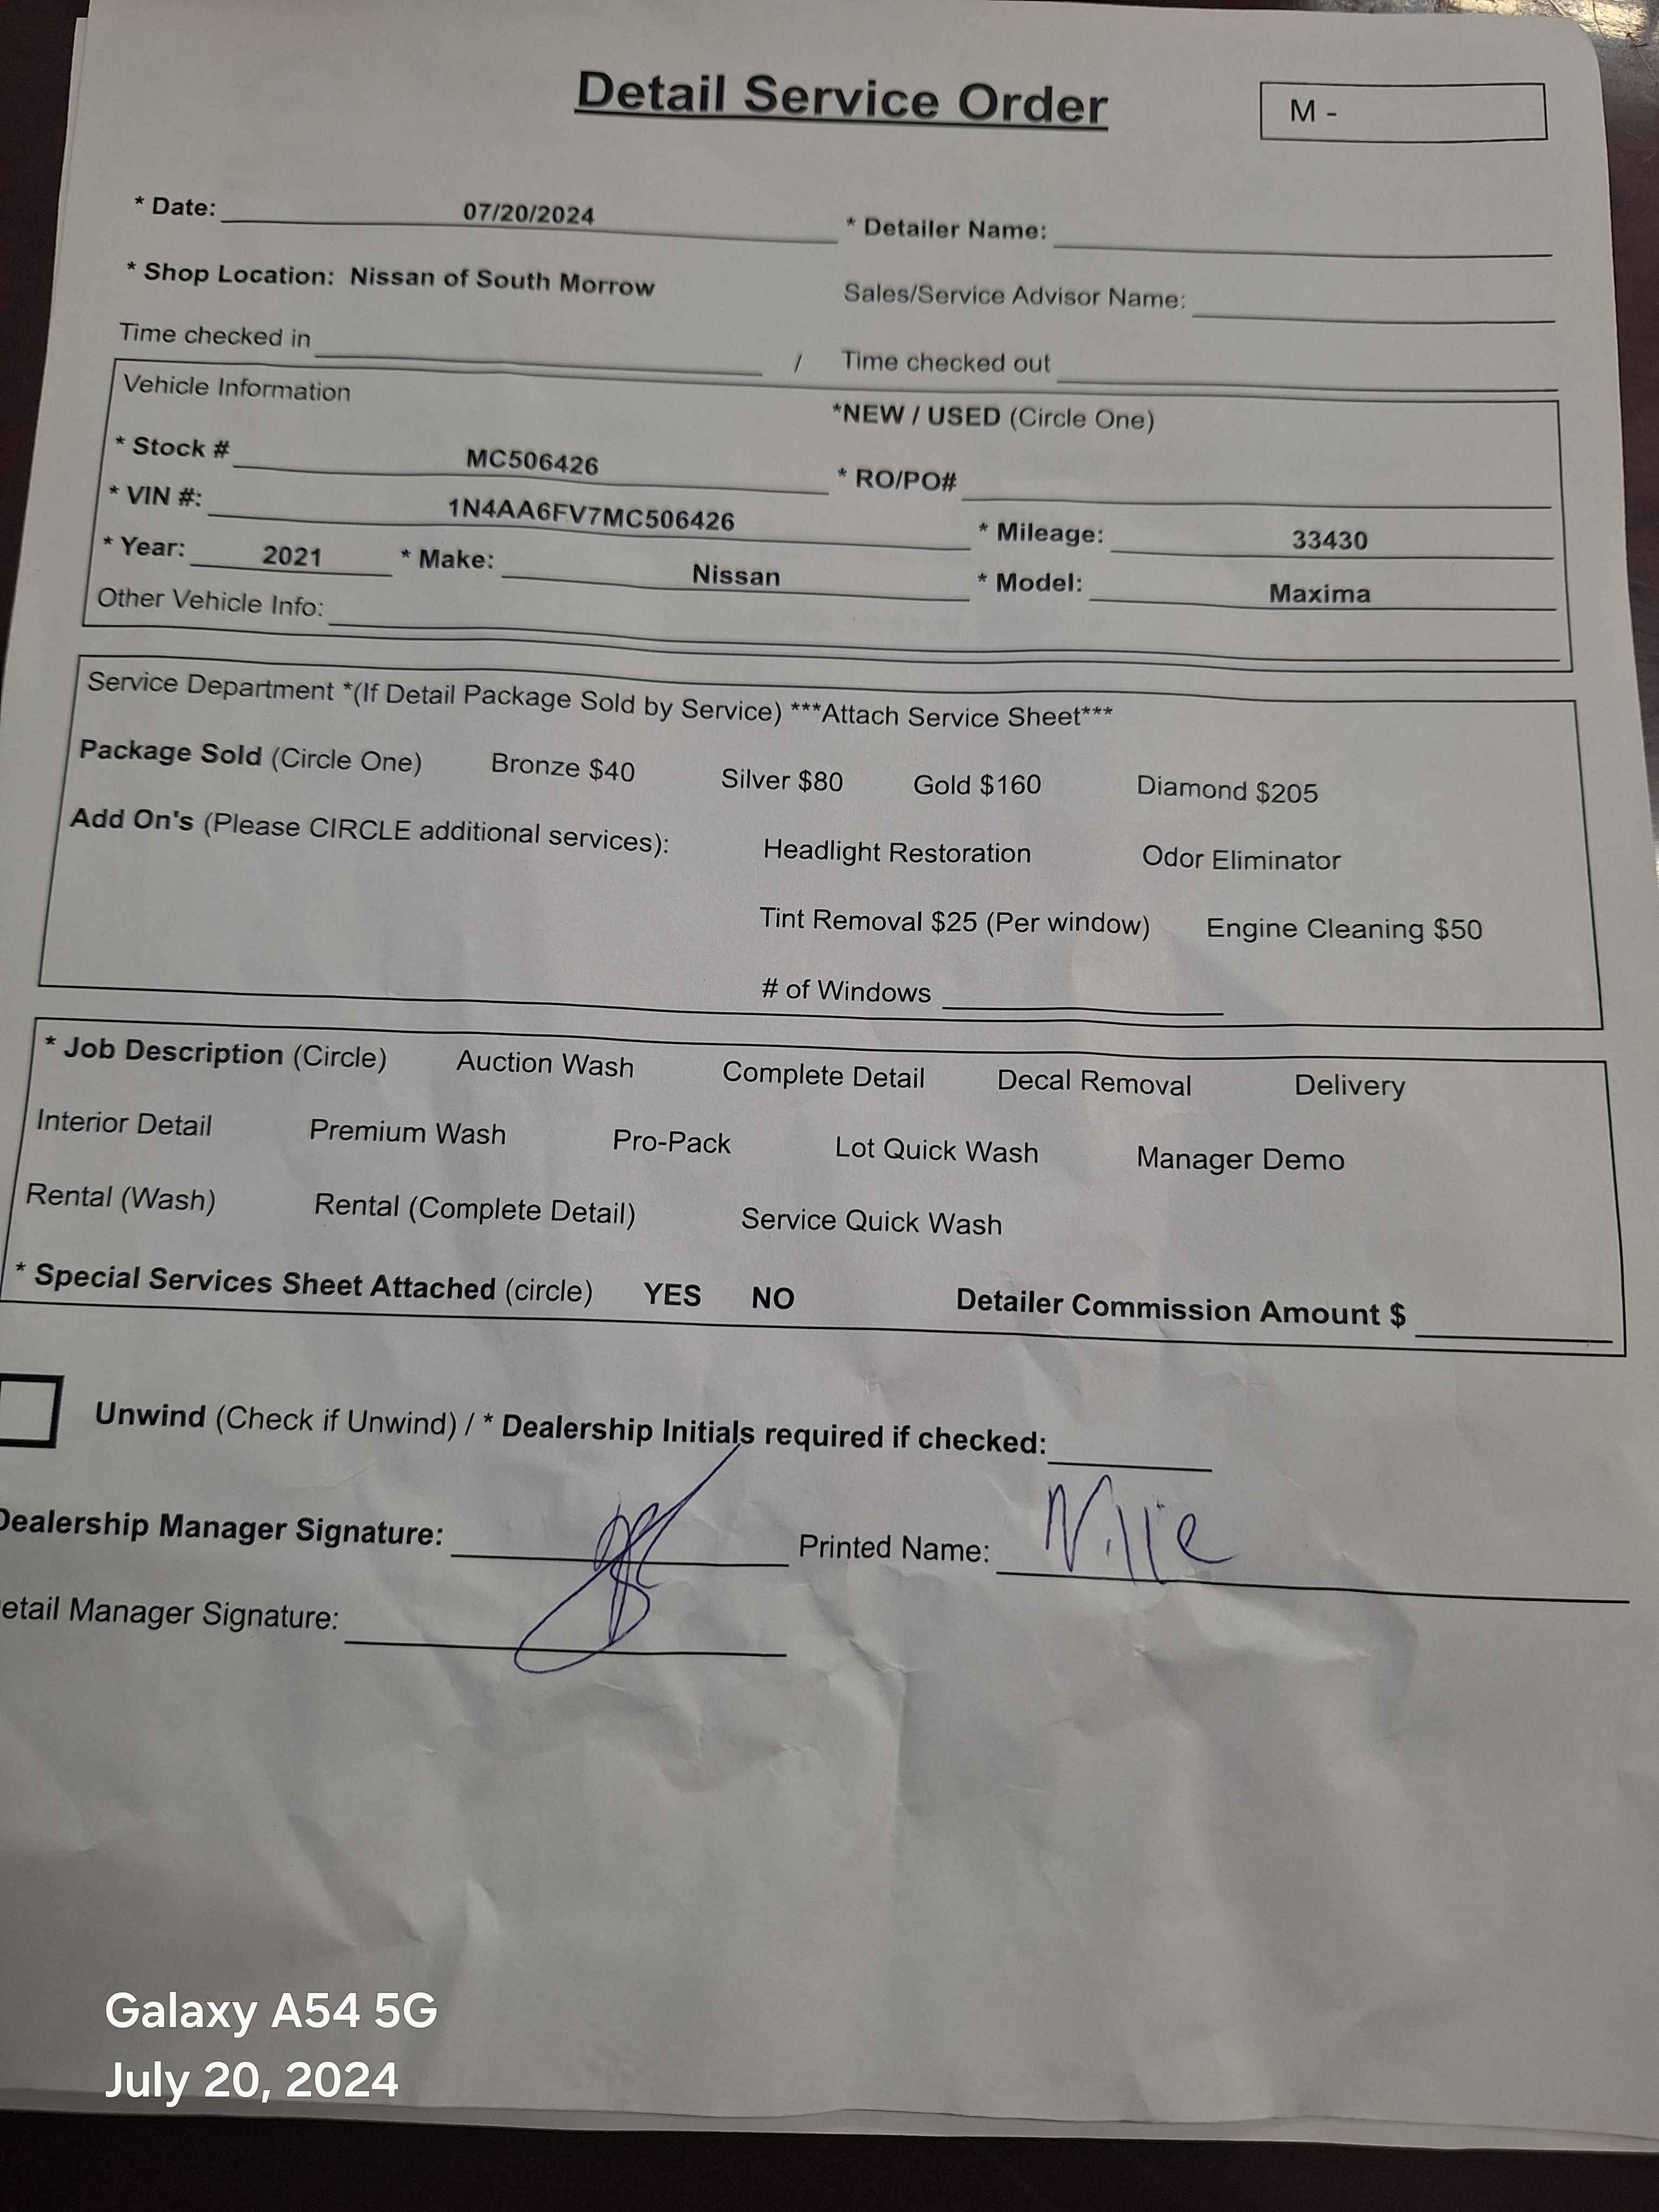 Detail Service Order
M -
* Date: 07/20/2024 * Detailer Name:
* Shop Location: Nissan of South Morrow Sales/Service Advisor Name:
Time checked in / Time checked out
Vehicle Information
*NEW / USED (Circle One)
* Stock # MC506426 * RO/PO#
* VIN #: 1N4AA6FV7MC506426 * Mileage: 33430
* Year: 2021 * Make: Nissan * Model: Maxima
Other Vehicle Info:
Service Department *(If Detail Package Sold by Service) ***Attach Service Sheet***
Package Sold (Circle One) Bronze $40 Silver $80 Gold $160 Diamond $205
Add On's (Please CIRCLE additional services): Headlight Restoration Odor Eliminator
Tint Removal $25 (Per window) Engine Cleaning $50
# of Windows
* Job Description (Circle) Auction Wash Complete Detail Decal Removal Delivery
Interior Detail Premium Wash Pro-Pack Lot Quick Wash Manager Demo
Rental (Wash) Rental (Complete Detail) Service Quick Wash
* Special Services Sheet Attached (circle) YES NO Detailer Commission Amount $
Unwind (Check if Unwind) / * Dealership Initials required if checked:
Dealership Manager Signature: Printed Name:
etail Manager Signature:
Galaxy A54 5G
July 20, 2024